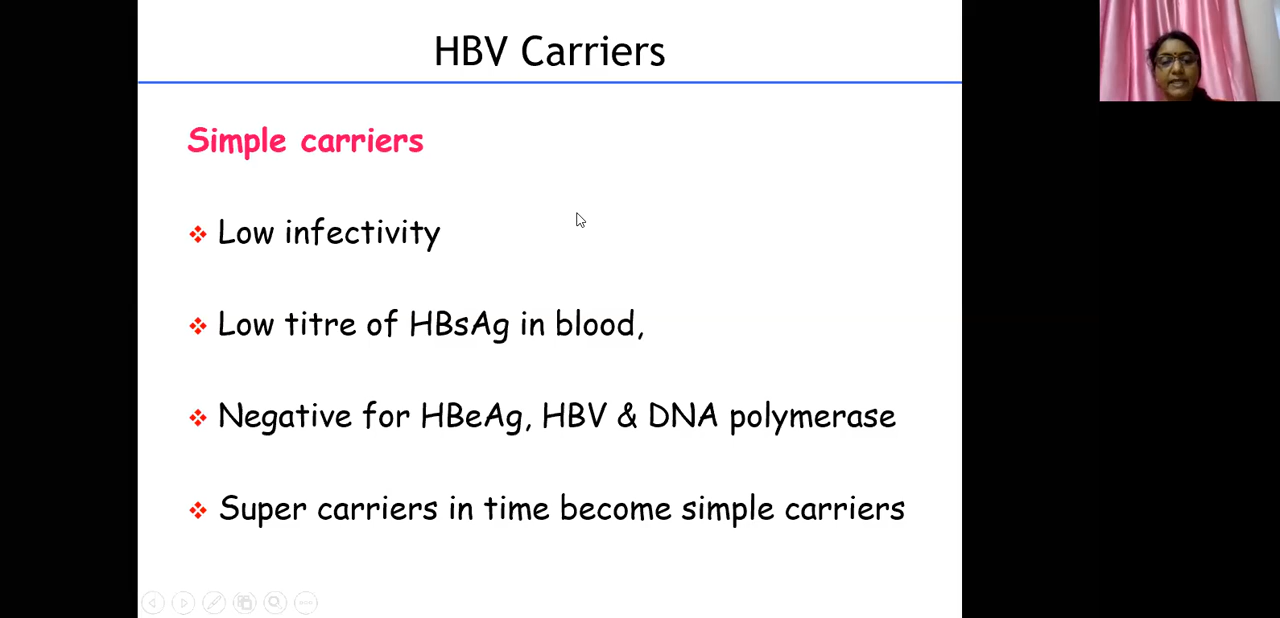 HBV Carriers
Simple carriers
Low infectivity
Low titre of HBsAg in blood,
Negative for HBeAg, HBV & DNA polymerase
Super carriers in time become simple carriers